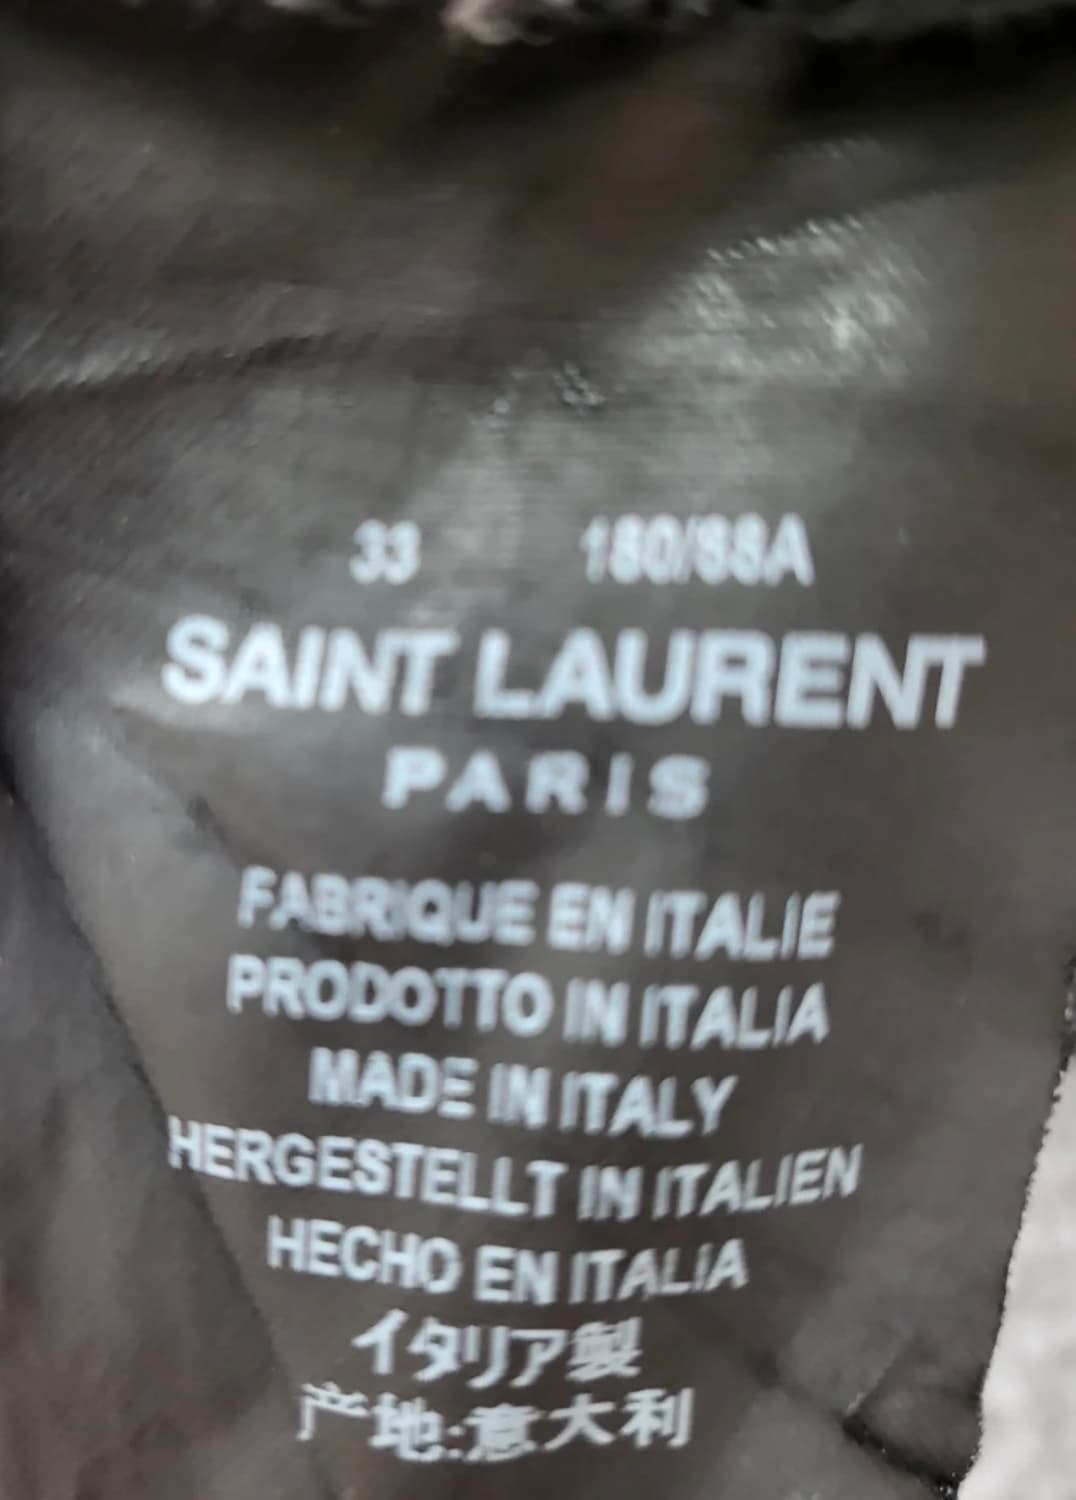 33 180/88A
SAINT LAURENT
PARIS
FABRIQUE EN ITALIE
PRODOTTO IN ITALIA
MADE IN ITALY
HERGESTELLT IN ITALIEN
HECHO EN ITALIA
イタリア製
产地:意大利